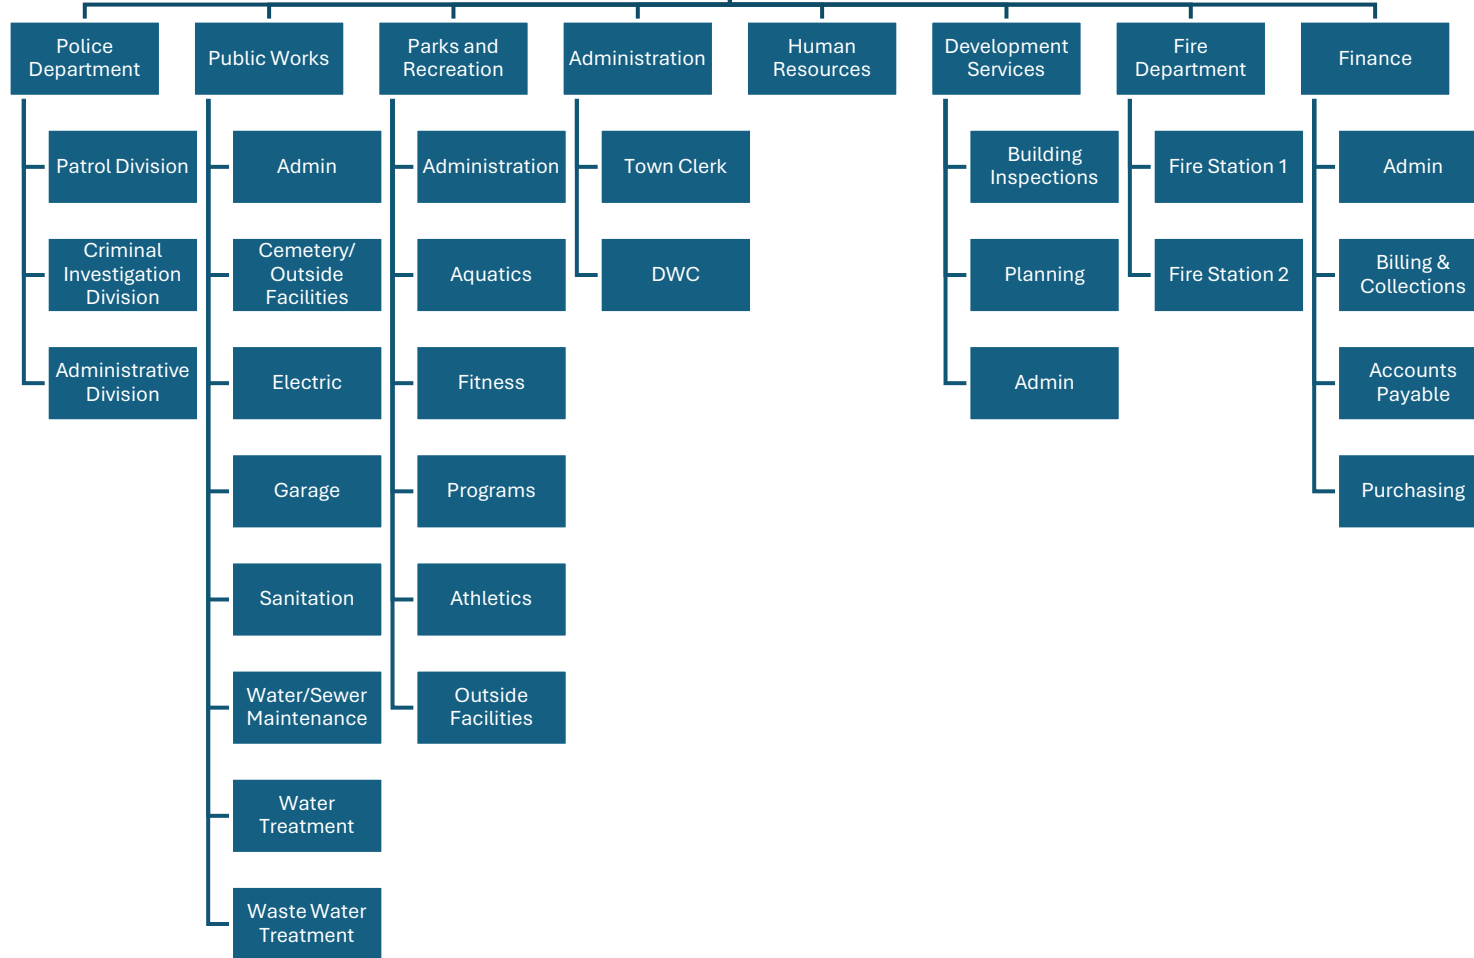 Police
Department
Public Works
Parks and
Recreation
Administration
Human
Resources
Development
Services
Fire
Department
Finance
Patrol Division
Criminal
Investigation
Division
Administrative
Division
Admin
Cemetery/
Outside
Facilities
Electric
Garage
Sanitation
Water/Sewer
Maintenance
Water
Treatment
Waste Water
Treatment
Administration
Aquatics
Fitness
Programs
Athletics
Outside
Facilities
Town Clerk
DWC
Building
Inspections
Planning
Admin
Fire Station 1
Fire Station 2
Admin
Billing &
Collections
Accounts
Payable
Purchasing